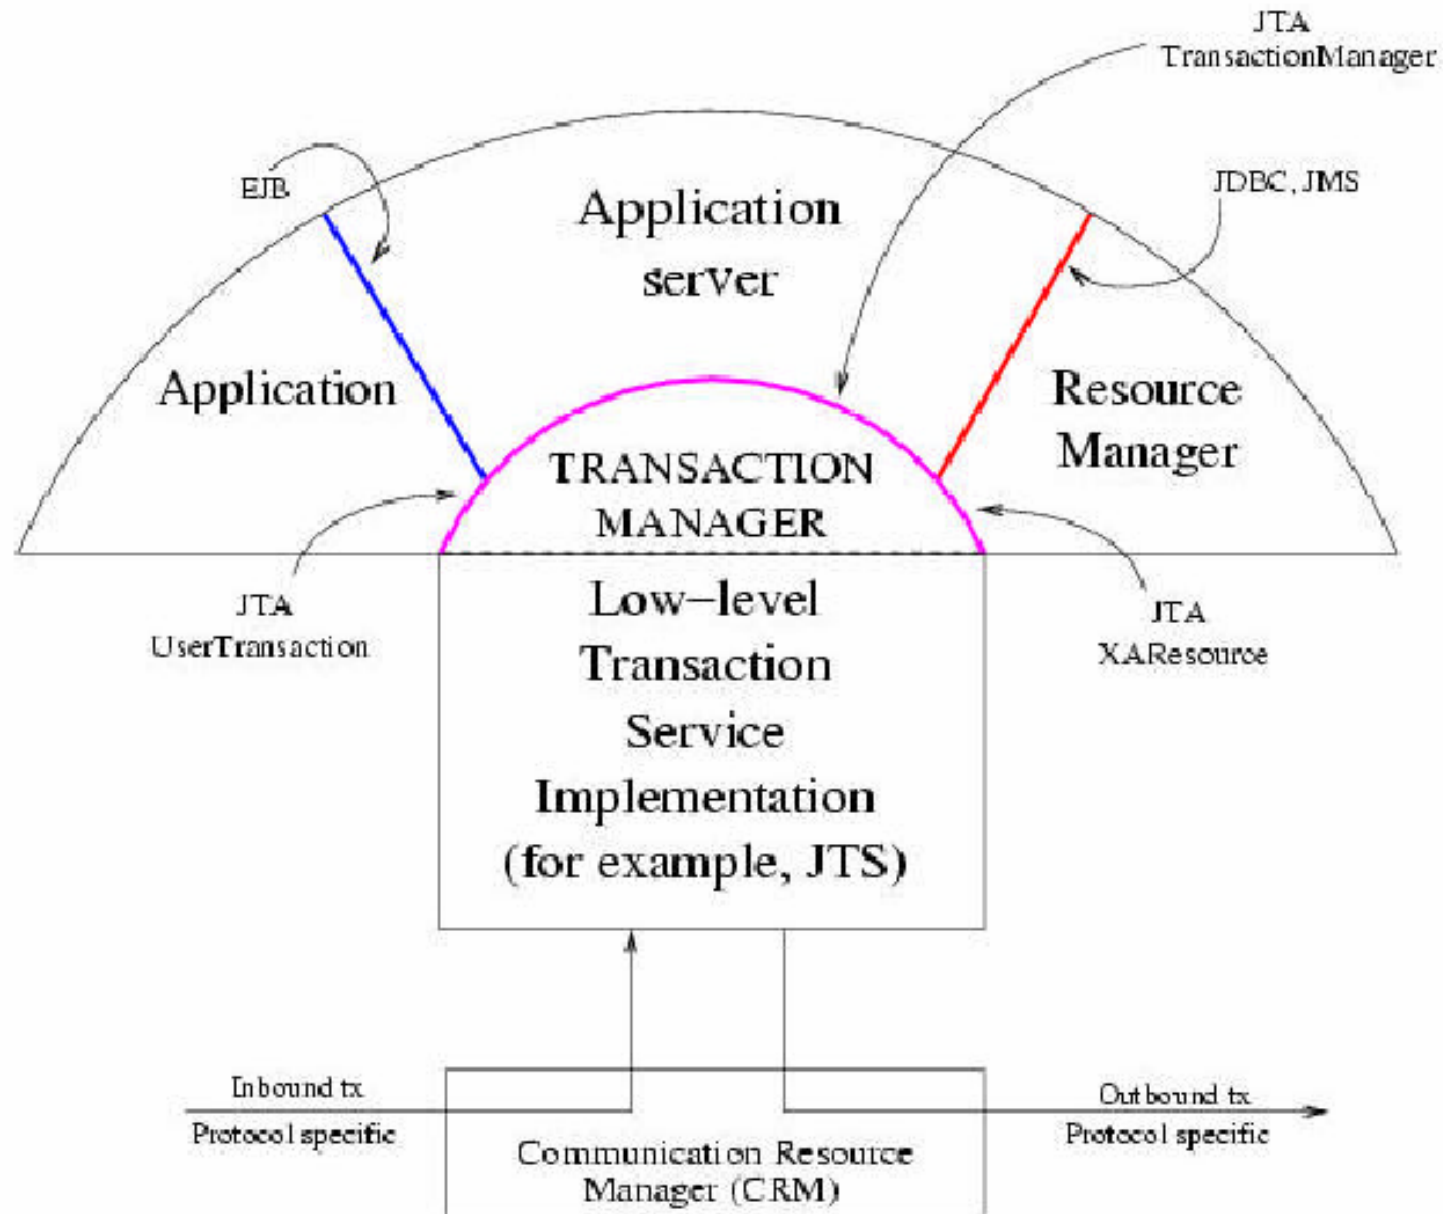 JTA
TransactionManager
EJB
JDBC, JMS
Application
server
Application
Resource
Manager
TRANSACTION
MANAGER
JTA
UserTransaction
JTA
XAResource
Low-level
Transaction
Service
Implementation
(for example, JTS)
Inbound tx
Protocol specific
Outbound tx
Protocol specific
Communication Resource
Manager (CRM)